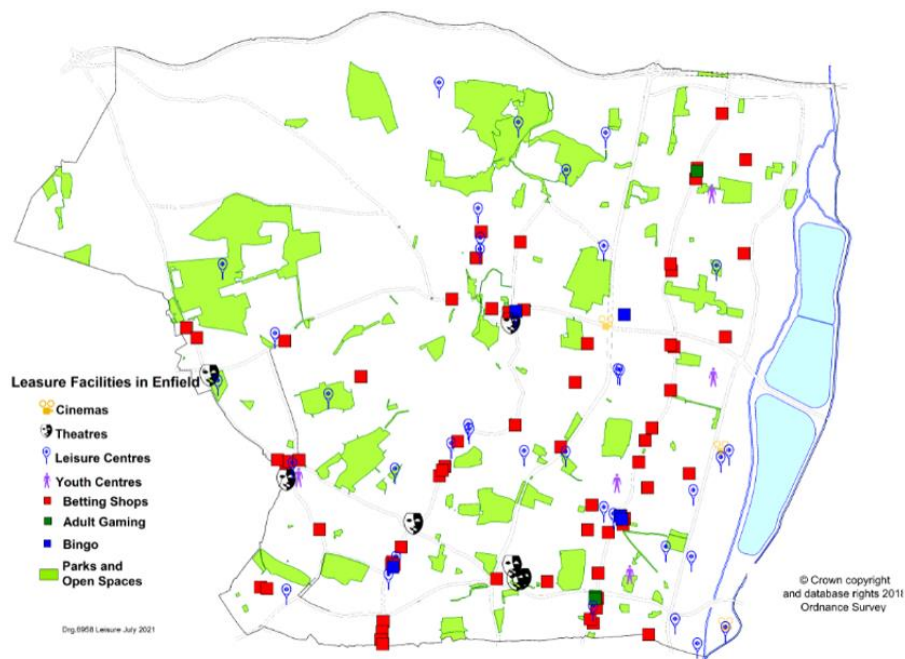 Leasure Facilities in Enfield
Cinemas
Theatres
Leisure Centres
Youth Centres
Betting Shops
Adult Gaming
Bingo
Parks and
Open Spaces
Drg.6958 Leisure July 2021
© Crown copyright
and database rights 2018
Ordnance Survey